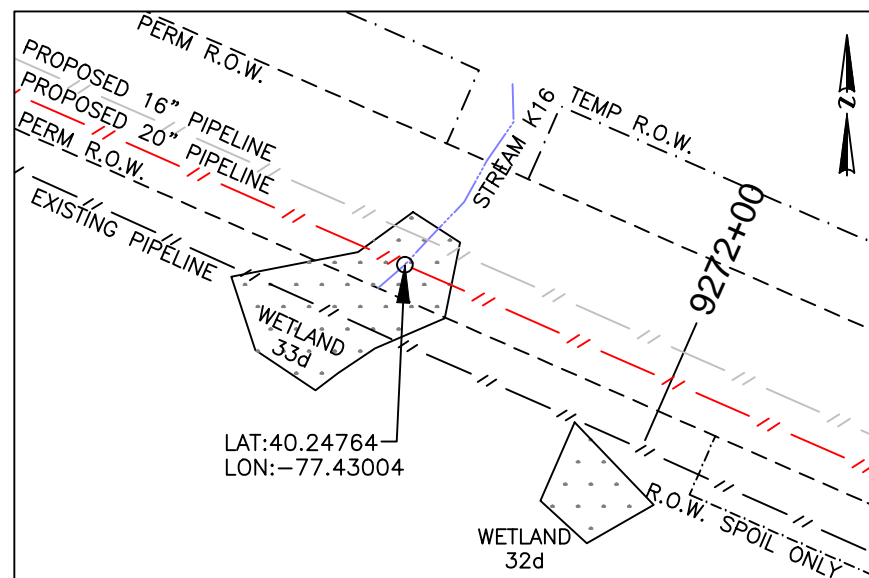 PERM R.O.W.
PROPOSED 16" PIPELINE
PROPOSED 20" PIPELINE
PERM R.O.W.
EXISTING PIPELINE
STREAM K16
TEMP R.O.W.
N
9272+00
WETLAND
33d
LAT:40.24764
LON:-77.43004
WETLAND
32d
R.O.W. SPOIL ONLY